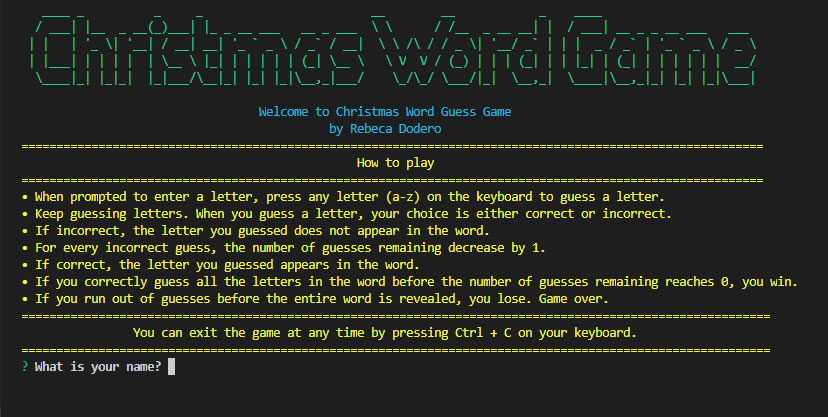 Christmas Word Game
Welcome to Christmas Word Guess Game
by Rebeca Dodero
How to play
• When prompted to enter a letter, press any letter (a-z) on the keyboard to guess a letter.
• Keep guessing letters. When you guess a letter, your choice is either correct or incorrect.
• If incorrect, the letter you guessed does not appear in the word.
• For every incorrect guess, the number of guesses remaining decrease by 1.
• If correct, the letter you guessed appears in the word.
• If you correctly guess all the letters in the word before the number of guesses remaining reaches 0, you win.
• If you run out of guesses before the entire word is revealed, you lose. Game over.
You can exit the game at any time by pressing Ctrl + C on your keyboard.
? What is your name?